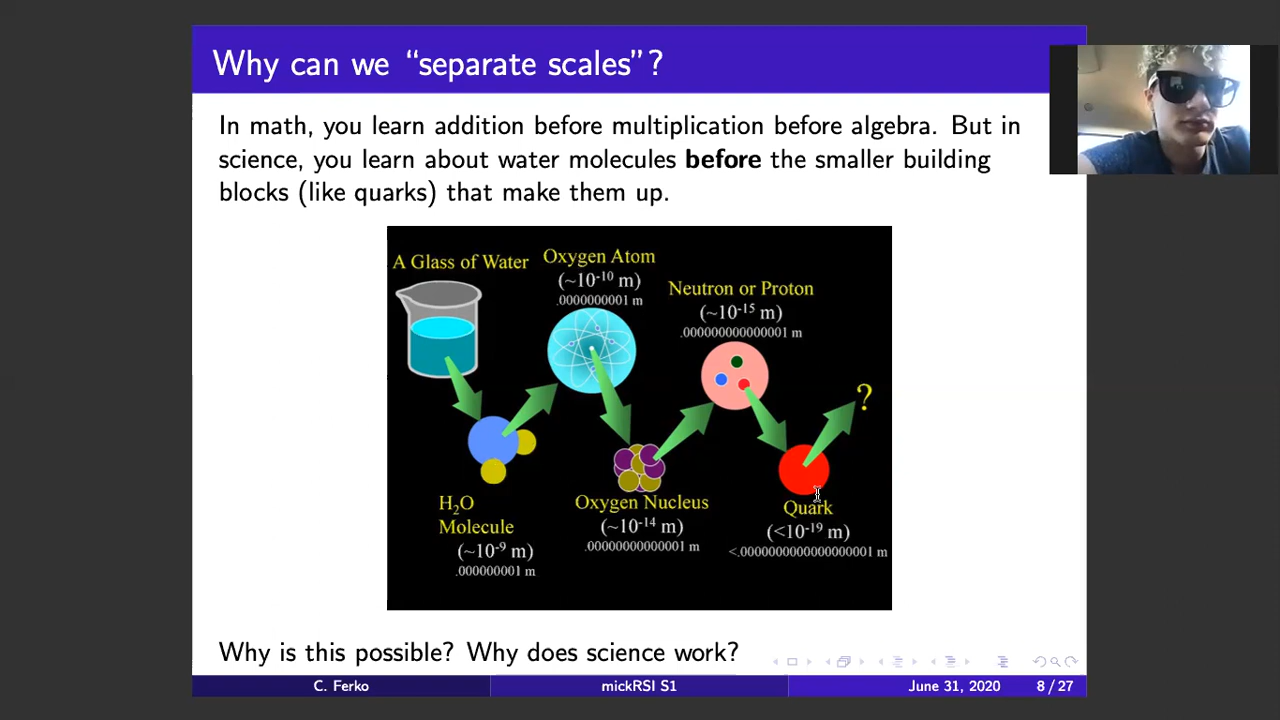 Why can we “separate scales”?
In math, you learn addition before multiplication before algebra. But in
science, you learn about water molecules before the smaller building
blocks (like quarks) that make them up.
A Glass of Water
Oxygen Atom
(~10-10 m)
.0000000001 m
Neutron or Proton
(~10-15 m)
.000000000000001 m
?
H2O
Molecule
(~10-9 m)
.000000001 m
Oxygen Nucleus
(~10-14 m)
.00000000000001 m
Quark
(<10-19 m)
<.0000000000000000001 m
Why is this possible? Why does science work?
C. Ferko
mickRSI S1
June 31, 2020
8 / 27